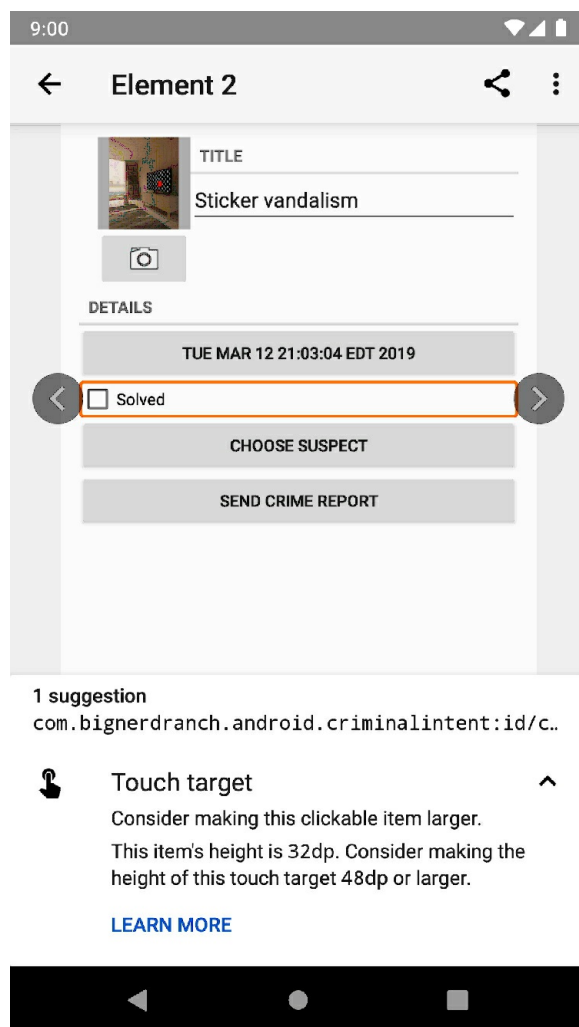 9:00
Element 2
TITLE
Sticker vandalism
DETAILS
TUE MAR 12 21:03:04 EDT 2019
Solved
CHOOSE SUSPECT
SEND CRIME REPORT
1 suggestion
com.bignerdranch.android.criminalintent:id/c..
Touch target
Consider making this clickable item larger.
This item's height is 32dp. Consider making the
height of this touch target 48dp or larger.
LEARN MORE